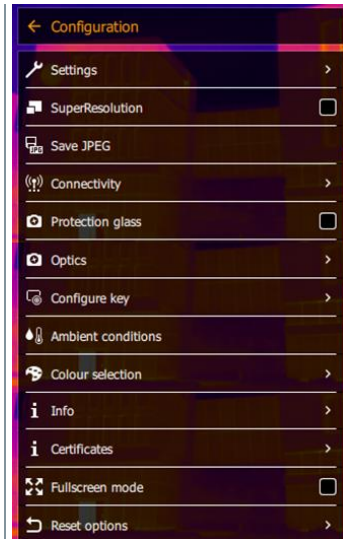 Configuration
Settings
SuperResolution
JPG
Save JPEG
Connectivity
Protection glass
Optics
Configure key
Ambient conditions
Colour selection
Info
Certificates
Fullscreen mode
Reset options